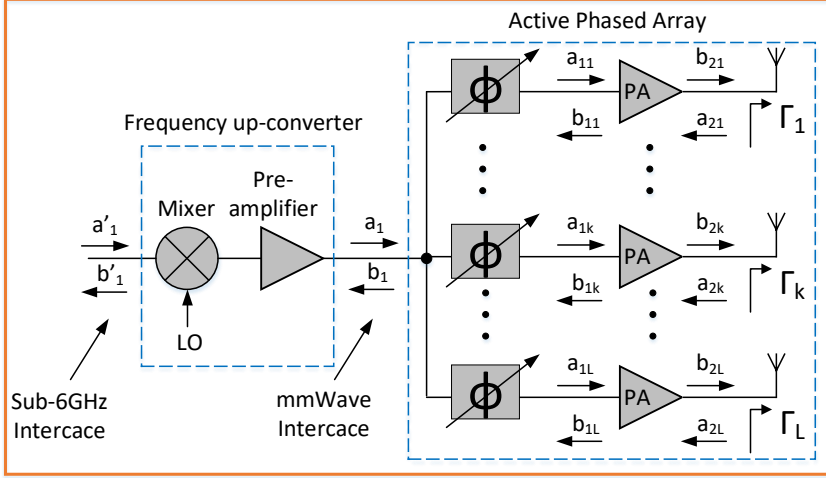 Active Phased Array
Frequency up-converter
Mixer
Pre-
amplifier
LO
a'1
b'1
a1
b1
Sub-6GHz
Intercace
mmWave
Intercace
ϕ
a11
b11
PA
b21
a21
Γ1
ϕ
a1k
b1k
PA
b2k
a2k
Γk
ϕ
a1L
b1L
PA
b2L
a2L
ΓL